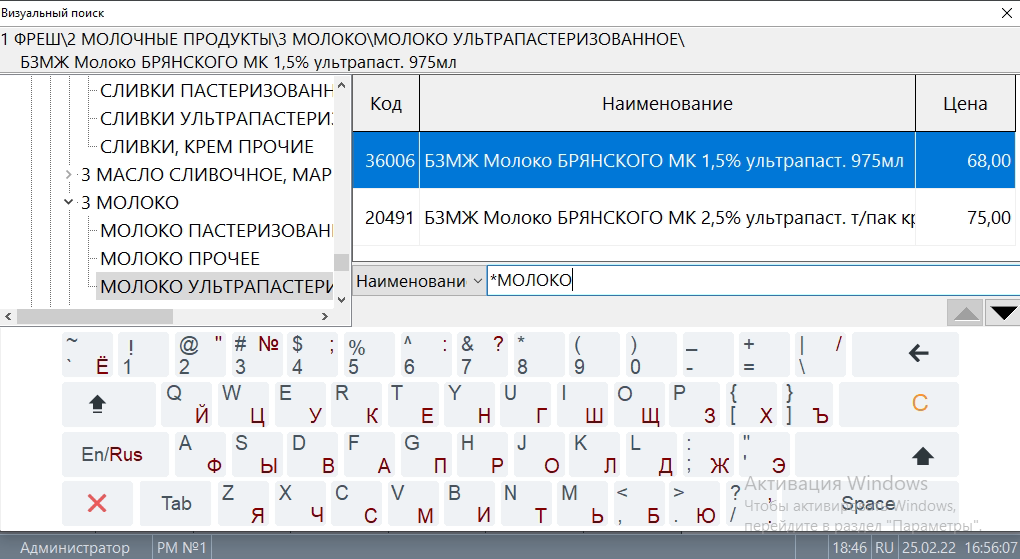 Визуальный поиск
1 ФРЕШ\2 МОЛОЧНЫЕ ПРОДУКТЫ\3 МОЛОКО\МОЛОКО УЛЬТРАПАСТЕРИЗОВАННОЕ\
БЗМЖ Молоко БРЯНСКОГО МК 1,5% ультрапаст. 975мл
СЛИВКИ ПАСТЕРИЗОВАНН
СЛИВКИ УЛЬТРАПАСТЕРИЗ
СЛИВКИ, КРЕМ ПРОЧИЕ
3 МАСЛО СЛИВОЧНОЕ, МАР
3 МОЛОКО
МОЛОКО ПАСТЕРИЗОВАН
МОЛОКО ПРОЧЕЕ
МОЛОКО УЛЬТРАПАСТЕРИ
Код Наименование Цена
36006 БЗМЖ Молоко БРЯНСКОГО МК 1,5% ультрапаст. 975мл 68,00
20491 БЗМЖ Молоко БРЯНСКОГО МК 2,5% ультрапаст. т/пак кр 75,00
Наименовани *МОЛОКО
~ ` Ё ! 1 @ " 2 # № 3 $ ; 4 % 5 ^ : 6 & ? 7 * 8 ( 9 ) 0 _ - + = | / \
Q Й W Ц E У R К T Е Y Н U Г I Ш O Щ P З { [ Х } ] Ъ C
En/Rus A Ф S Ы D В F А G П H Р J О K Л L Д : ; Ж " ' Э
Tab Z Я X Ч C С V М B И N Т M Ь < , Б > . Ю ? / , Space
Активация Windows
Чтобы активировать Windows,
перейдите в раздел "Параметры".
Администратор РМ №1 18:46 RU 25.02.22 16:56:07